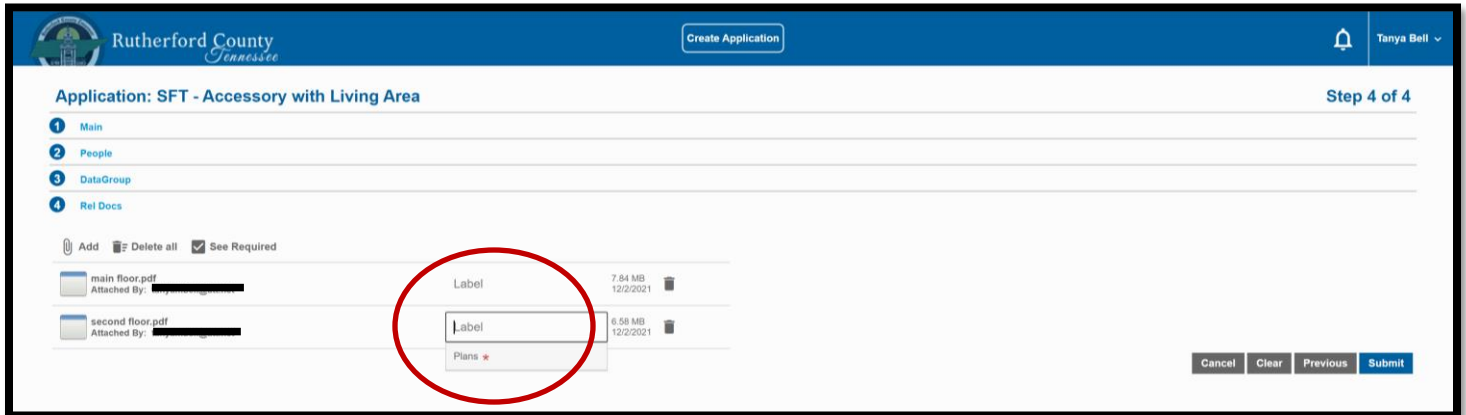 Rutherford County
Tennessee
Create Application
Tanya Bell
Application: SFT - Accessory with Living Area
Step 4 of 4
1 Main
2 People
3 DataGroup
4 Rel Docs
Add Delete all See Required
main floor.pdf
Attached By:
Label
7.84 MB
12/2/2021
second floor.pdf
Attached By:
Label
6.58 MB
12/2/2021
Plans *
Cancel Clear Previous Submit